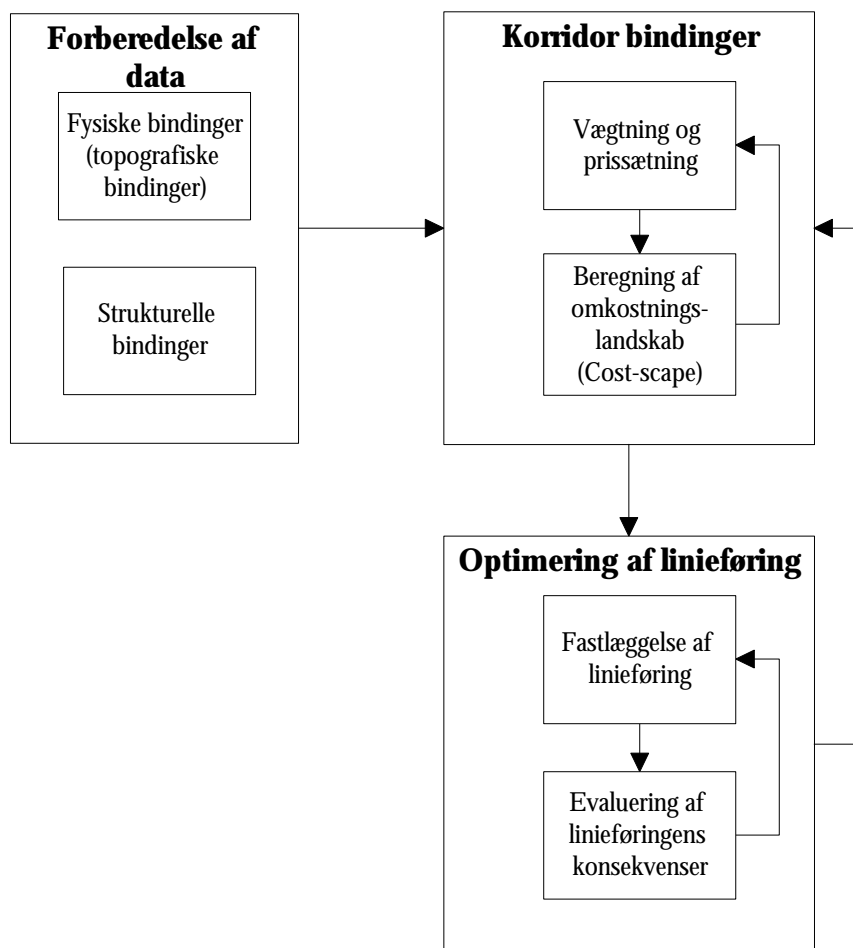 Forberedelse af
data
Fysiske bindinger
(topografiske
bindinger)
Strukturelle
bindinger
Korridor bindinger
Vægtning og
prissætning
Beregning af
omkostnings-
landskab
(Cost-scape)
Optimering af linieføring
Fastlæggelse af
linieføring
Evaluering af
linieføringens
konsekvenser